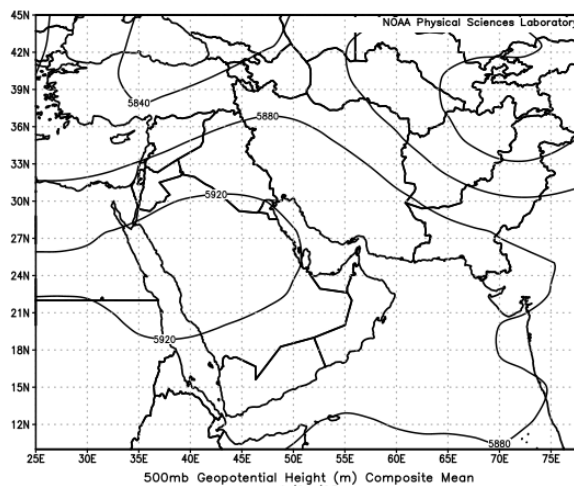 NOAA Physical Sciences Laboratory
45N
42N
39N
36N
33N
30N
27N
24N
21N
18N
15N
12N
5840
5880
5920
5920
5880
25E 30E 35E 40E 45E 50E 55E 60E 65E 70E 75E
500mb Geopotential Height (m) Composite Mean